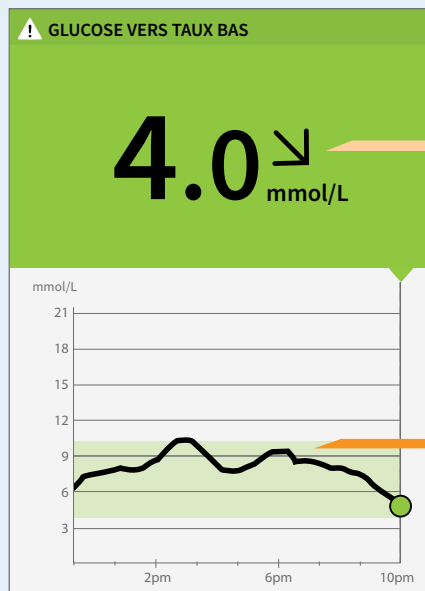 GLUCOSE VERS TAUX BAS
4.0
mmol/L
mmol/L
21
18
15
12
9
6
3
2pm 6pm 10pm